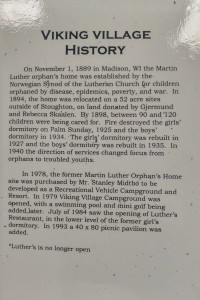 VIKING VILLAGE
HISTORY
On November 1, 1889 in Madison, WI the Martin
Luther orphan's home was established by the
Norwegian Synod of the Lutheran Church for children
orphaned by disease, epidemics, poverty, and war. In
1894, the home was relocated on a 52 acre sites
outside of Stoughton, on land donated by Gjermund
and Rebecca Skaalen. By 1898, between 90 and 120
children were being cared for. Fire destroyed the girls'
dormitory on Palm Sunday, 1925 and the boys'
dormitory in 1934. The girls' dormitory was rebuilt in
1927 and the boys' dormitory was rebuilt in 1935. In
1940 the direction of services changed focus from
orphans to troubled youths.
In 1978, the former Martin Luther Orphan's Home
site was purchased by Mr. Stanley Midtbo to be
developed as a Recreational Vehicle Campground and
Resort. In 1979 Viking Village Campground was
opened, with a swimming pool and mini golf being
added later. July of 1984 saw the opening of Luther's
Restaurant, in the lower level of the former girl's
dormitory. In 1993 a 40 x 80 picnic pavilion was
added.
*Luther's is no longer open